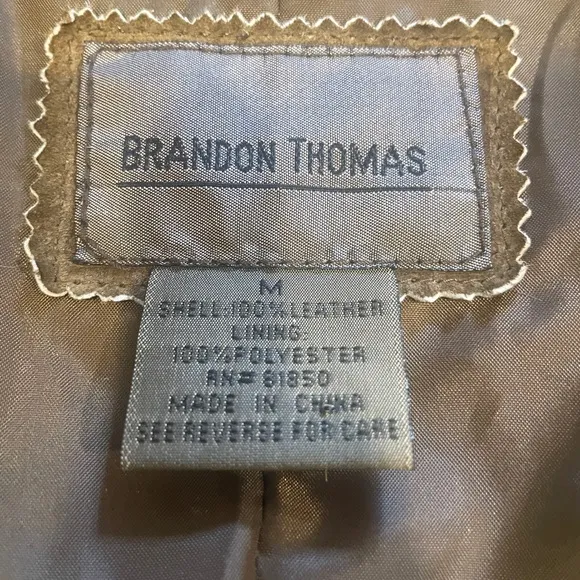 BRANDON THOMAS
M
SHELL:100% LEATHER
LINING:
100% POLYESTER
RN# 81850
MADE IN CHINA
SEE REVERSE FOR CARE